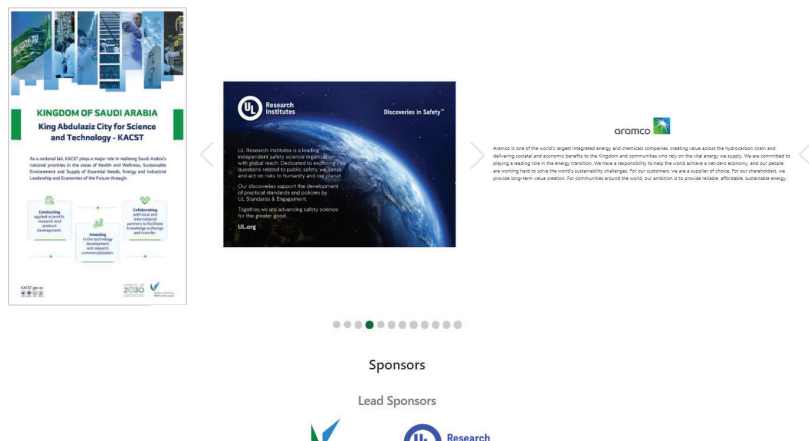 KINGDOM OF SAUDI ARABIA
King Abdulaziz City for Science
and Technology - KACST
As a national lab, KACST plays a major role in realizing Saudi Arabia's
national priorities in the areas of Health and Wellness, Sustainable
Environment and Supply of Essential Needs, Energy and Industrial
Leadership and Economies of the Future through:
Conducting
applied scientific
research and
product
development.
Investing
in the technology
development
and research
commercialization.
Collaborating
with local and
international
partners to facilitate
knowledge exchange
and transfer.
KACST.gov.sa
2030
UL
Research
Institutes
Discoveries in Safety™
UL Research Institutes is a leading
independent safety science organization
with global reach. Dedicated to exploring
questions related to public safety, we sense
and act on risks to humanity and our planet.
Our discoveries support the development
of practical standards and policies by
UL Standards & Engagement.
Together, we are advancing safety science
for the greater good.
UL.org
aramco
Aramco is one of the world's largest integrated energy and chemicals companies, creating value across the hydrocarbon chain and
delivering societal and economic benefits to the Kingdom and communities who rely on the vital energy we supply. We are committed to
playing a leading role in the energy transition. We have a responsibility to help the world achieve a net-zero economy, and our people
are working hard to solve the world's sustainability challenges. For our customers, we are a supplier of choice. For our shareholders, we
provide long-term value creation. For communities around the world, our ambition is to provide reliable, affordable, sustainable energy.
Sponsors
Lead Sponsors
UL
Research